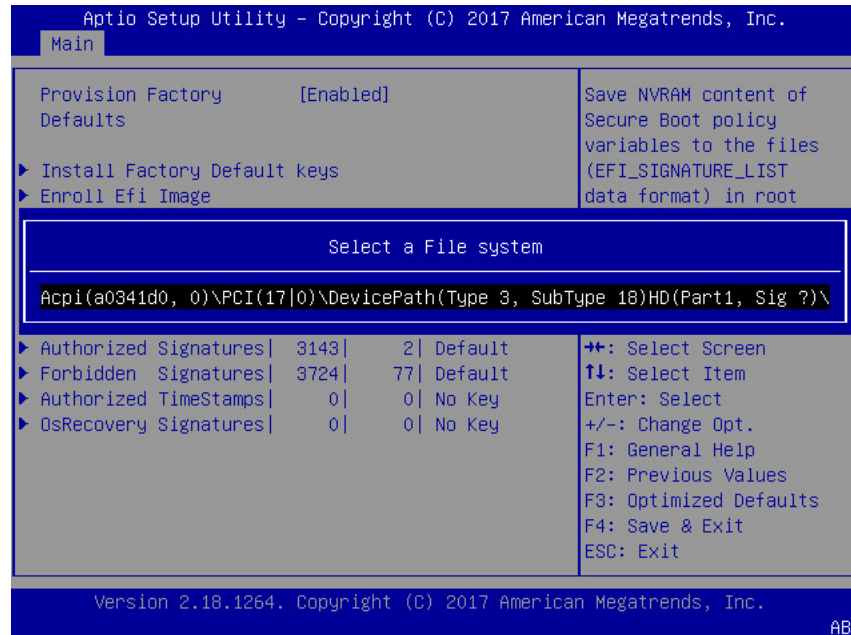 Aptio Setup Utility – Copyright (C) 2017 American Megatrends, Inc.
Main
Provision Factory [Enabled]
Defaults
Install Factory Default keys
Enroll Efi Image
Save NVRAM content of
Secure Boot policy
variables to the files
(EFI_SIGNATURE_LIST
data format) in root
Select a File system
Acpi(a0341d0, 0)\PCI(17|0)\DevicePath(Type 3, SubType 18)HD(Part1, Sig ?)\
Authorized Signatures| 3143| 2| Default
Forbidden Signatures| 3724| 77| Default
Authorized TimeStamps| 0| 0| No Key
OsRecovery Signatures| 0| 0| No Key
→←: Select Screen
↑↓: Select Item
Enter: Select
+/-: Change Opt.
F1: General Help
F2: Previous Values
F3: Optimized Defaults
F4: Save & Exit
ESC: Exit
Version 2.18.1264. Copyright (C) 2017 American Megatrends, Inc.
AB